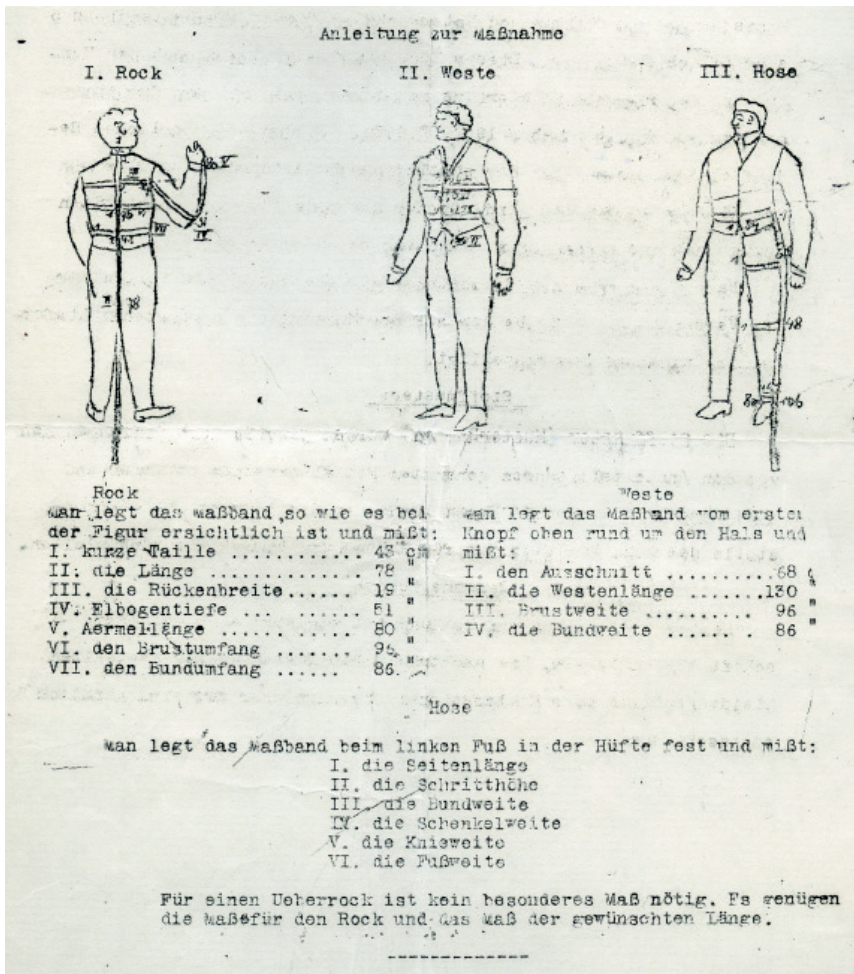 Anleitung zur Maßnahme
I. Rock
II. Weste
III. Hose
Rock
Man legt das Maßband, so wie es bei
der Figur ersichtlich ist und mißt:
I. kurze Taille ........... 43 cm
II. die Länge ............. 78 "
III. die Rückenbreite ..... 19 "
IV. Elbogentiefe ... ...... 51 "
V. Aermellänge ............ 80 "
VI. den Brustumfang ....... 96 "
VII. den Bundumfang ...... 86 "
Weste
Man legt das Maßband vom ersten
Knopf oben rund um den Hals und
mißt:
I. den Ausschnitt ......... 68
II. die Westenlänge ......130 "
III. Brustweite ....... 96 "
IV. die Bundweite ...... . 86 "
Hose
Man legt das Maßband beim linken Fuß in der Hüfte fest und mißt:
I. die Seitenlänge
II. die Schritthöhe
III. die Bundweite
IV. die Schenkelweite
V. die Knieweite
VI. die Fußweite
Für einen Ueberrock ist kein besonderes Maß nötig. Es genügen
die Maßefür den Rock und das Maß der gewünschten Länge.
-------------